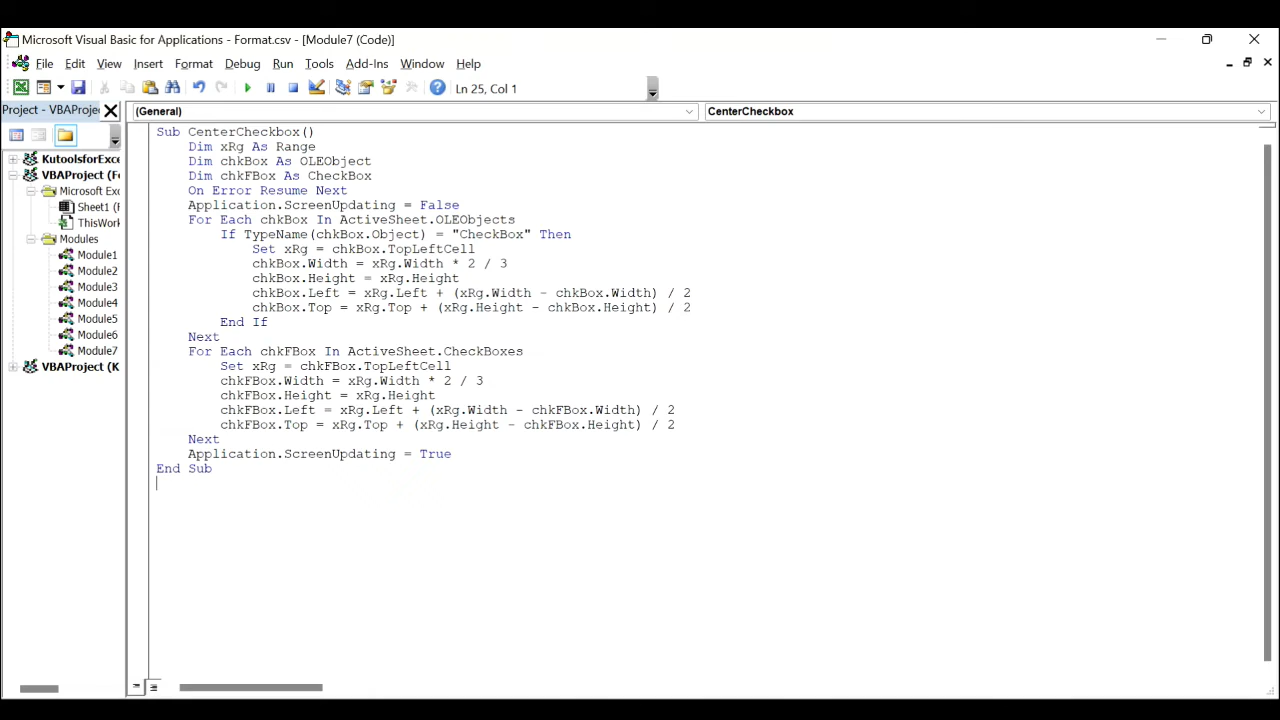 Microsoft Visual Basic for Applications - Format.csv - [Module7 (Code)]
File Edit View Insert Format Debug Run Tools Add-Ins Window Help
Ln 25, Col 1
Project - VBAProjec
(General)
CenterCheckbox
KutoolsforExce
VBAProject (Fo
Microsoft Exc
Sheet1 (F
ThisWork
Modules
Module1
Module2
Module3
Module4
Module5
Module6
Module7
VBAProject (K
Sub CenterCheckbox()
Dim xRg As Range
Dim chkBox As OLEObject
Dim chkFBox As CheckBox
On Error Resume Next
Application.ScreenUpdating = False
For Each chkBox In ActiveSheet.OLEObjects
If TypeName(chkBox.Object) = "CheckBox" Then
Set xRg = chkBox.TopLeftCell
chkBox.Width = xRg.Width * 2 / 3
chkBox.Height = xRg.Height
chkBox.Left = xRg.Left + (xRg.Width - chkBox.Width) / 2
chkBox.Top = xRg.Top + (xRg.Height - chkBox.Height) / 2
End If
Next
For Each chkFBox In ActiveSheet.CheckBoxes
Set xRg = chkFBox.TopLeftCell
chkFBox.Width = xRg.Width * 2 / 3
chkFBox.Height = xRg.Height
chkFBox.Left = xRg.Left + (xRg.Width - chkFBox.Width) / 2
chkFBox.Top = xRg.Top + (xRg.Height - chkFBox.Height) / 2
Next
Application.ScreenUpdating = True
End Sub